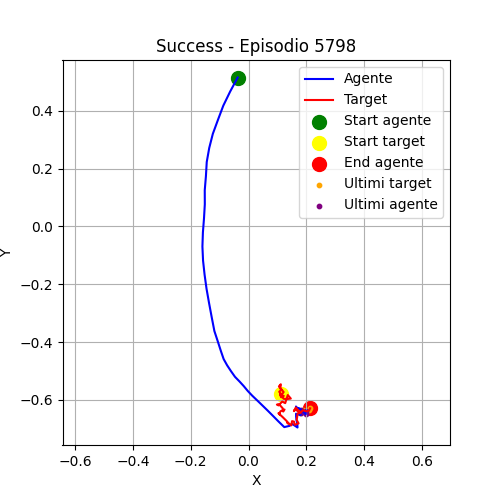 Success - Episodio 5798
Agente
Target
Start agente
Start target
End agente
Ultimi target
Ultimi agente
0.4
0.2
0.0
−0.2
−0.4
−0.6
Y
−0.6 −0.4 −0.2 0.0 0.2 0.4 0.6
X